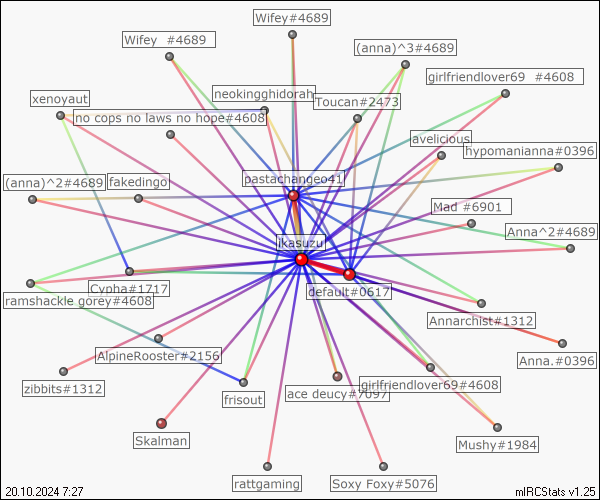 Wifey#4689
Wifey #4689
(anna)^3#4689
girlfriendlover69 #4608
neokingghidorah
xenoyaut
Toucan#2473
no cops no laws no hope#4608
avelicious
hypomanianna#0396
pastachangeo41
(anna)^2#4689
fakedingo
Mad #6901
Anna^2#4689
ikasuzu
Cypha#1717
default#0617
ramshackle gorey#4608
Annarchist#1312
AlpineRooster#2156
Anna.#0396
zibbits#1312
girlfriendlover69#4608
ace deucy#7097
frisout
Skalman
Mushy#1984
rattgaming
Soxy Foxy#5076
20.10.2024 7:27
mIRCStats v1.25